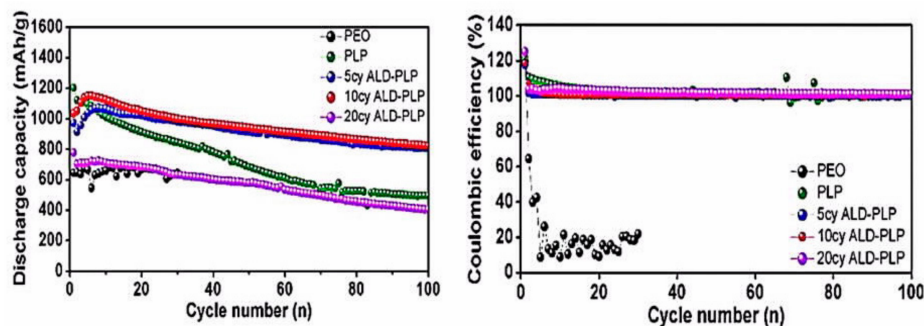 Discharge capacity (mAh/g)
1600
1400
1200
1000
800
600
400
200
0
0 20 40 60 80 100
Cycle number (n)
PEO
PLP
5cy ALD-PLP
10cy ALD-PLP
20cy ALD-PLP
Coulombic efficiency (%)
140
120
100
80
60
40
20
0
0 20 40 60 80 100
Cycle number (n)
PEO
PLP
5cy ALD-PLP
10cy ALD-PLP
20cy ALD-PLP